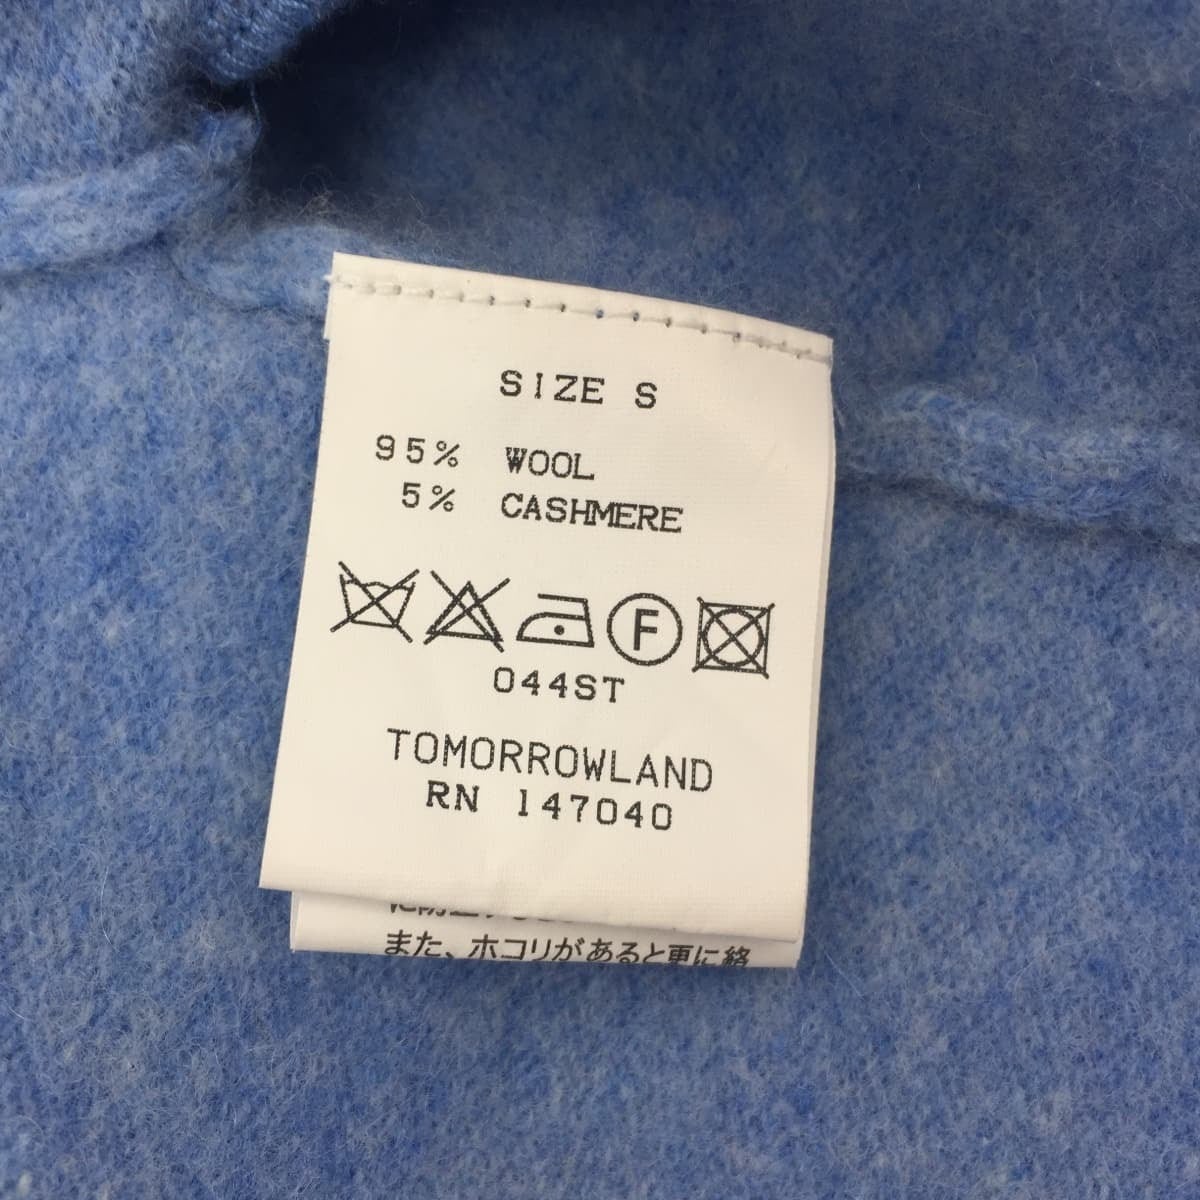 SIZE S
95% WOOL
5% CASHMERE
F
044ST
TOMORROWLAND
RN 147040
また、ホコリがあると更に絡